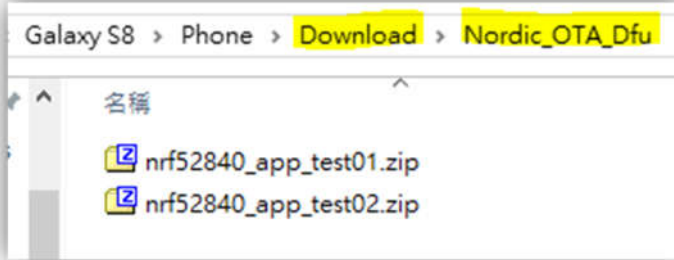 Galaxy S8 > Phone > Download > Nordic_OTA_Dfu
名稱
nrf52840_app_test01.zip
nrf52840_app_test02.zip